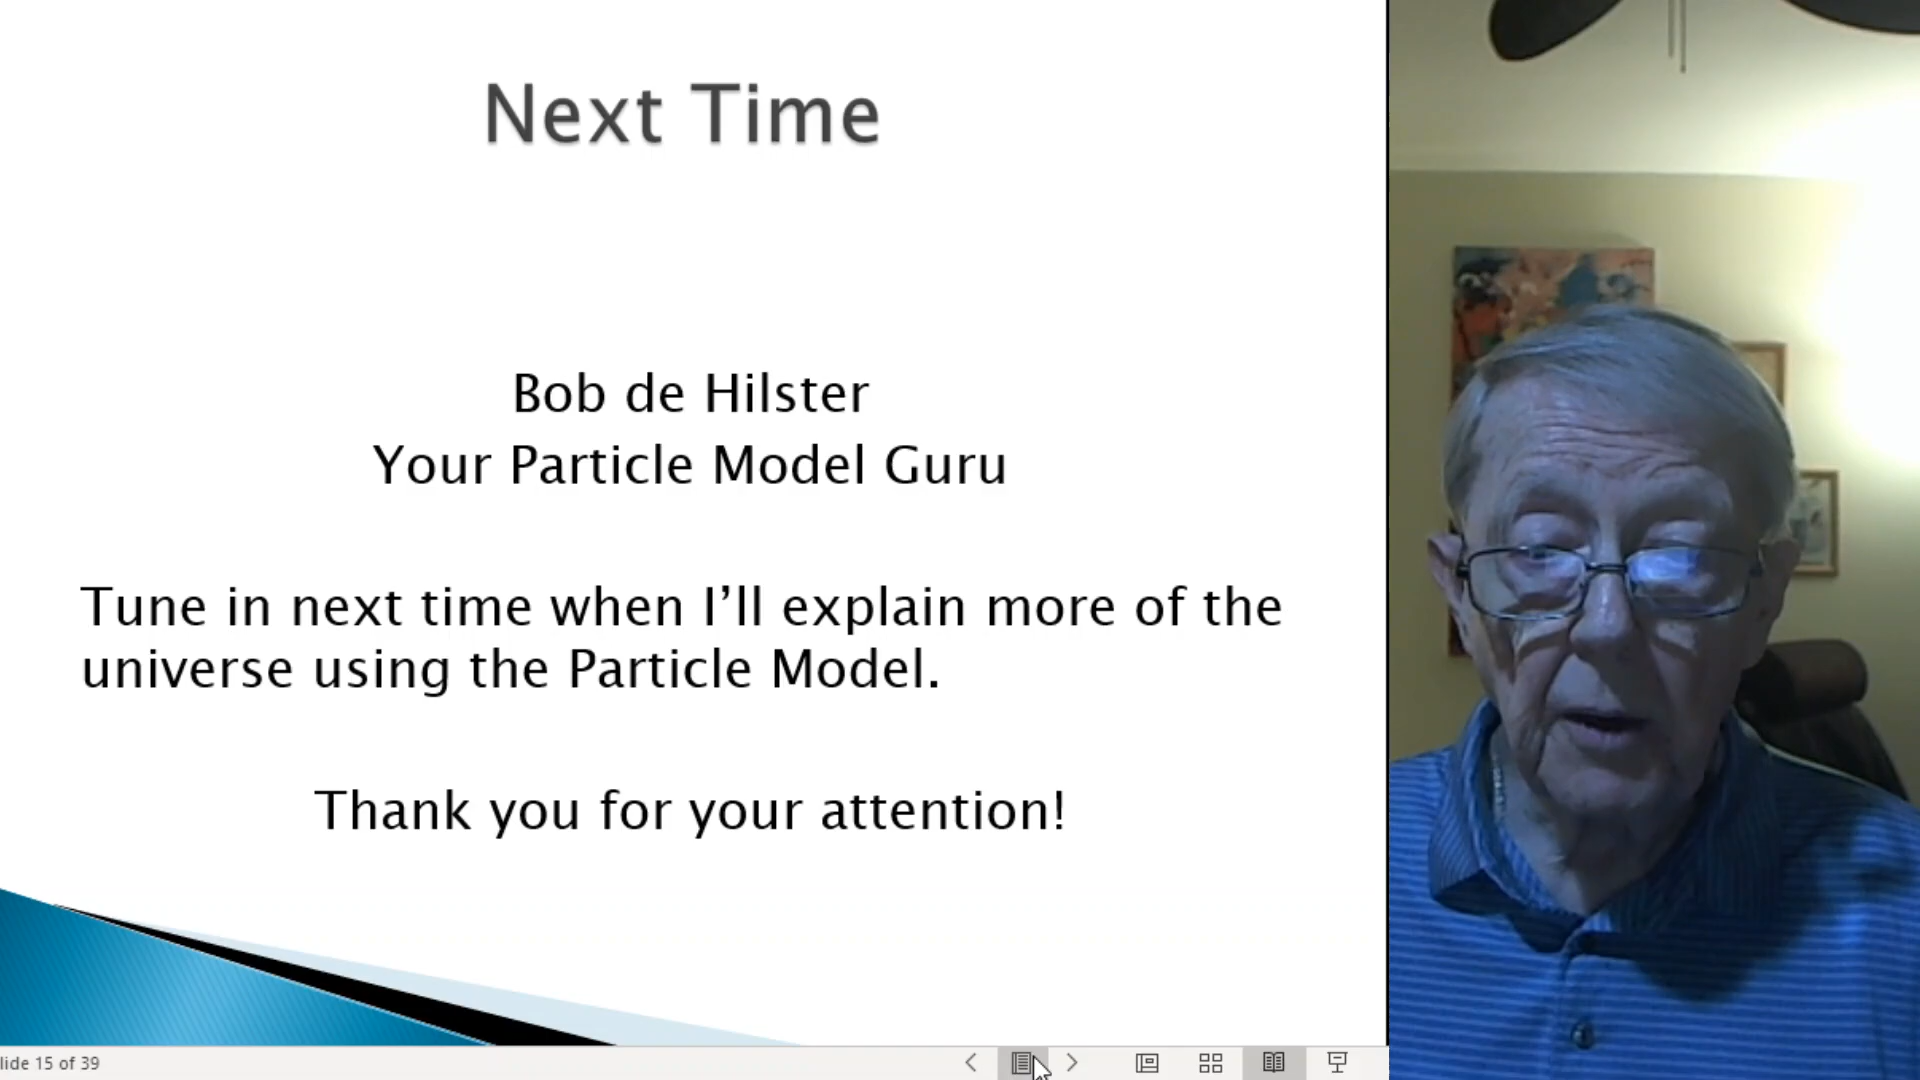 Next Time
Bob de Hilster
Your Particle Model Guru
Tune in next time when I’ll explain more of the
universe using the Particle Model.
Thank you for your attention!
lide 15 of 39